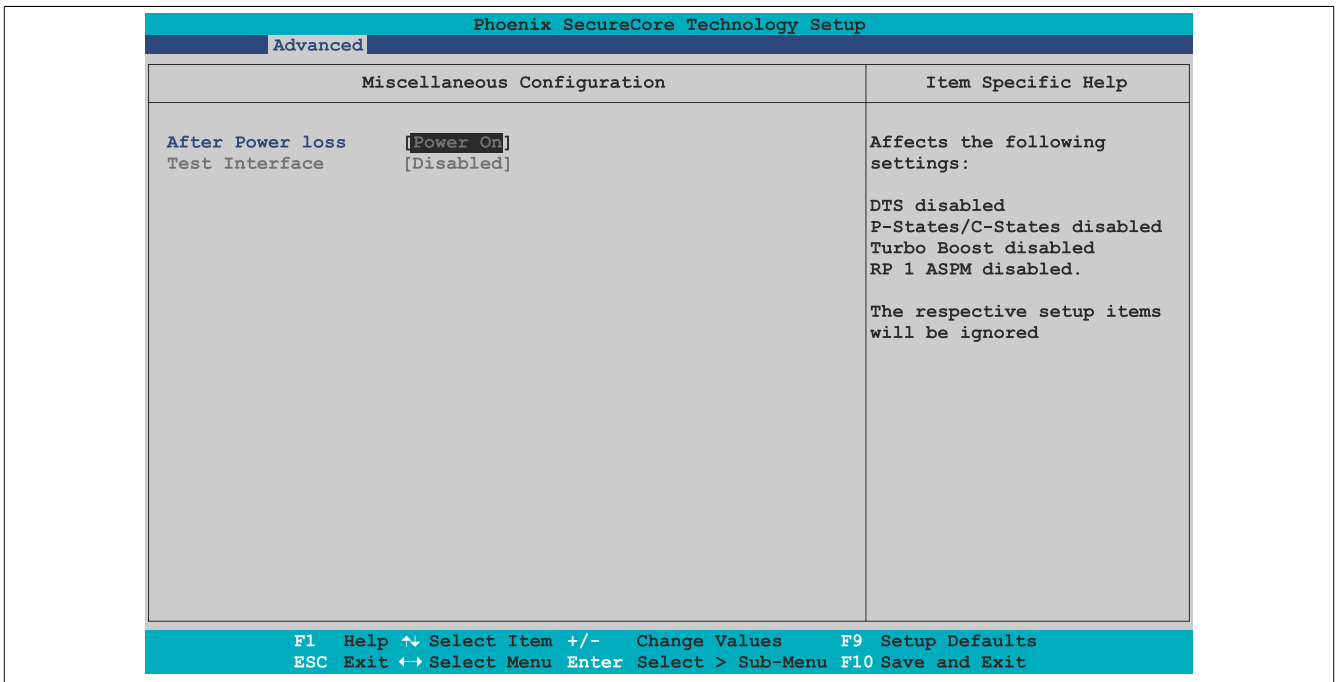 Phoenix SecureCore Technology Setup
Advanced
Miscellaneous Configuration
Item Specific Help
After Power loss [Power On]
Test Interface [Disabled]
Affects the following
settings:
DTS disabled
P-States/C-States disabled
Turbo Boost disabled
RP 1 ASPM disabled.
The respective setup items
will be ignored
F1 Help ↑↓ Select Item +/- Change Values F9 Setup Defaults
ESC Exit ←→ Select Menu Enter Select > Sub-Menu F10 Save and Exit